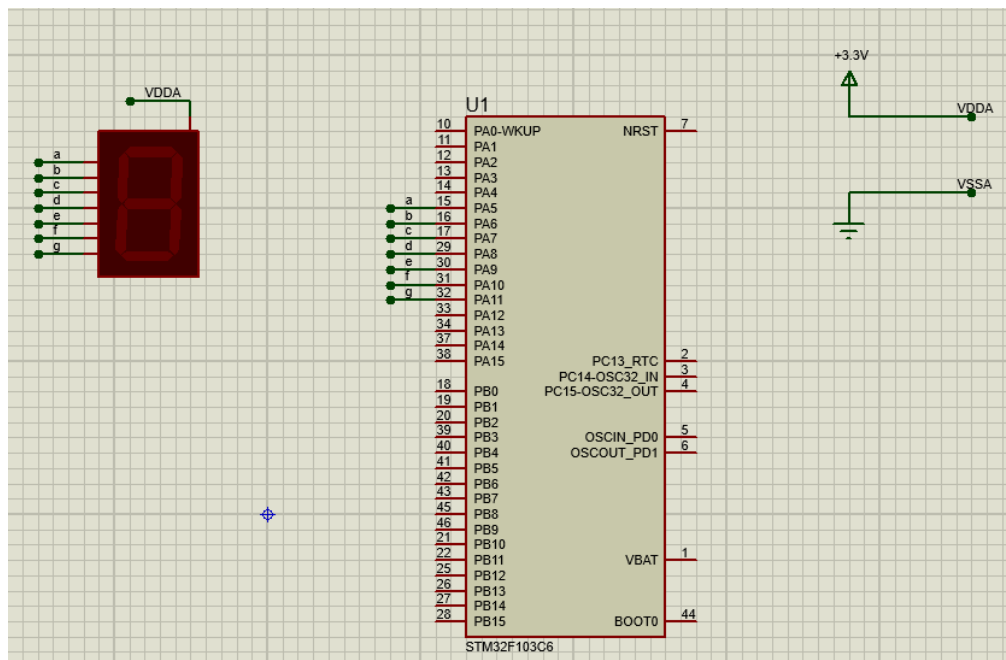 +3.3V
VDDA
VDDA
VSSA
a
b
c
d
e
f
g
U1
10 PA0-WKUP NRST 7
11 PA1
12 PA2
13 PA3
14 PA4
a 15 PA5
b 16 PA6
c 17 PA7
d 29 PA8
e 30 PA9
f 31 PA10
g 32 PA11
33 PA12
34 PA13
37 PA14
38 PA15 PC13_RTC 2
PC14-OSC32_IN 3
18 PB0 PC15-OSC32_OUT 4
19 PB1
20 PB2
39 PB3 OSCIN_PD0 5
40 PB4 OSCOUT_PD1 6
41 PB5
42 PB6
43 PB7
45 PB8
46 PB9
21 PB10
22 PB11 VBAT 1
25 PB12
26 PB13
27 PB14
28 PB15 BOOT0 44
STM32F103C6